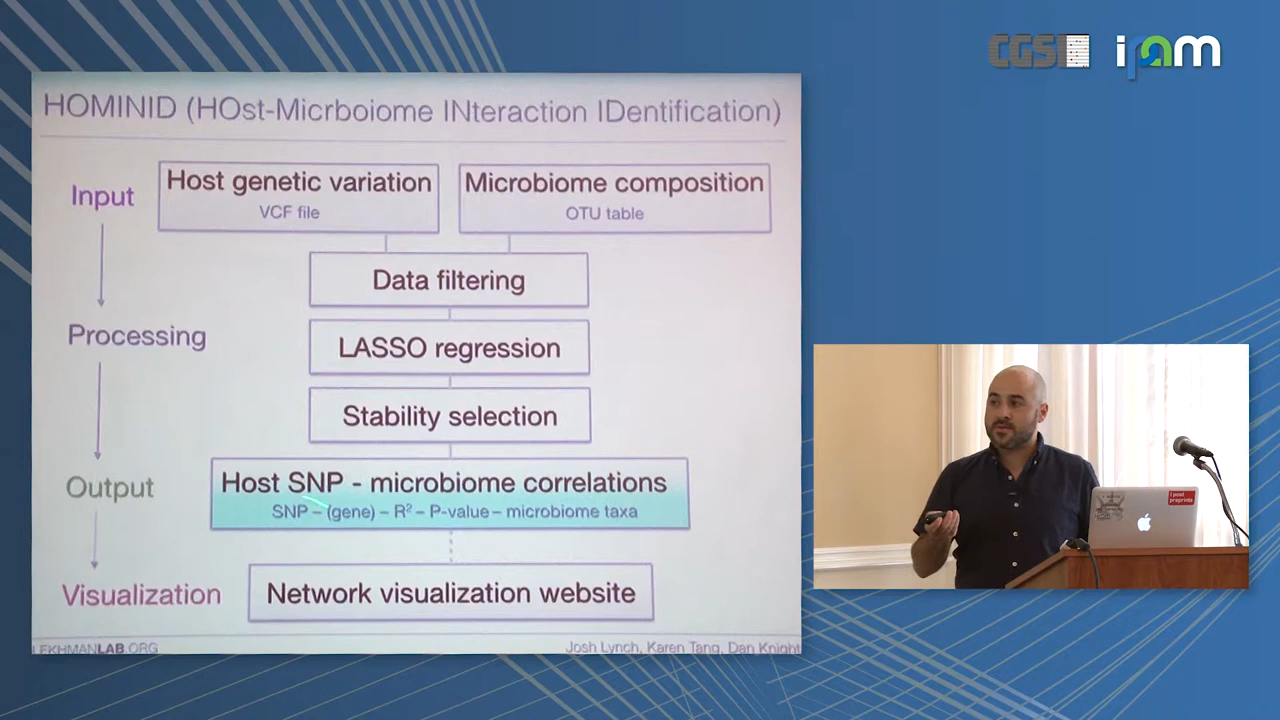 CGSI
ipam
HOMINID (HOst-Micrboiome INteraction IDentification)
Input
Host genetic variation
VCF file
Microbiome composition
OTU table
Data filtering
Processing
LASSO regression
Stability selection
Output
Host SNP - microbiome correlations
SNP – (gene) – R² – P-value – microbiome taxa
Visualization
Network visualization website
LEKHMANLAB.ORG
Josh Lynch, Karen Tang, Dan Knight
I post
preprints